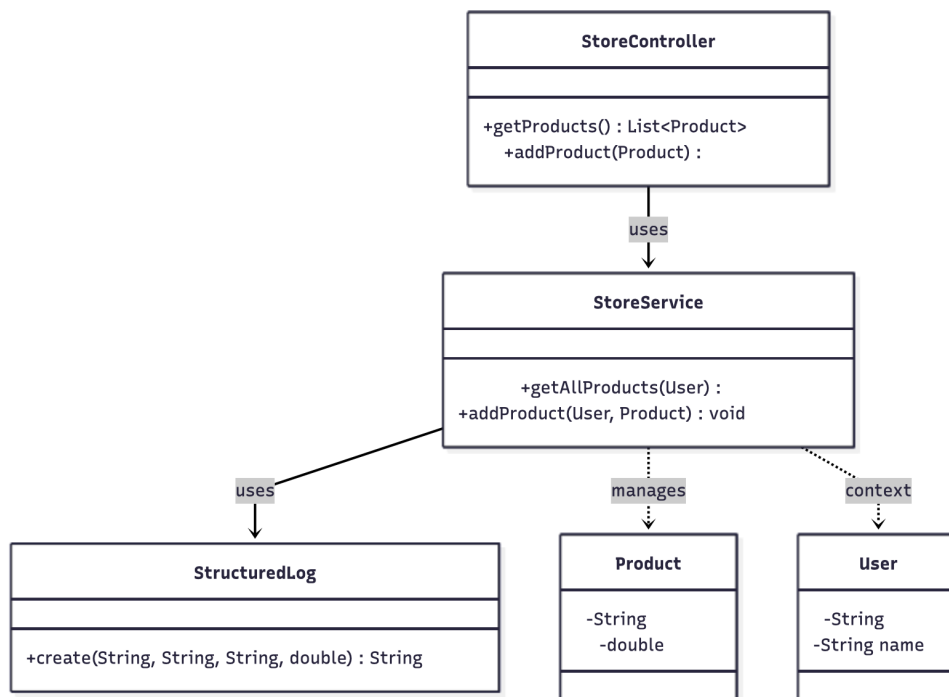 StoreController
+getProducts() : List<Product>
+addProduct(Product) :
uses
StoreService
+getAllProducts(User) :
+addProduct(User, Product) : void
uses
manages
context
StructuredLog
+create(String, String, String, double) : String
Product
-String
-double
User
-String
-String name